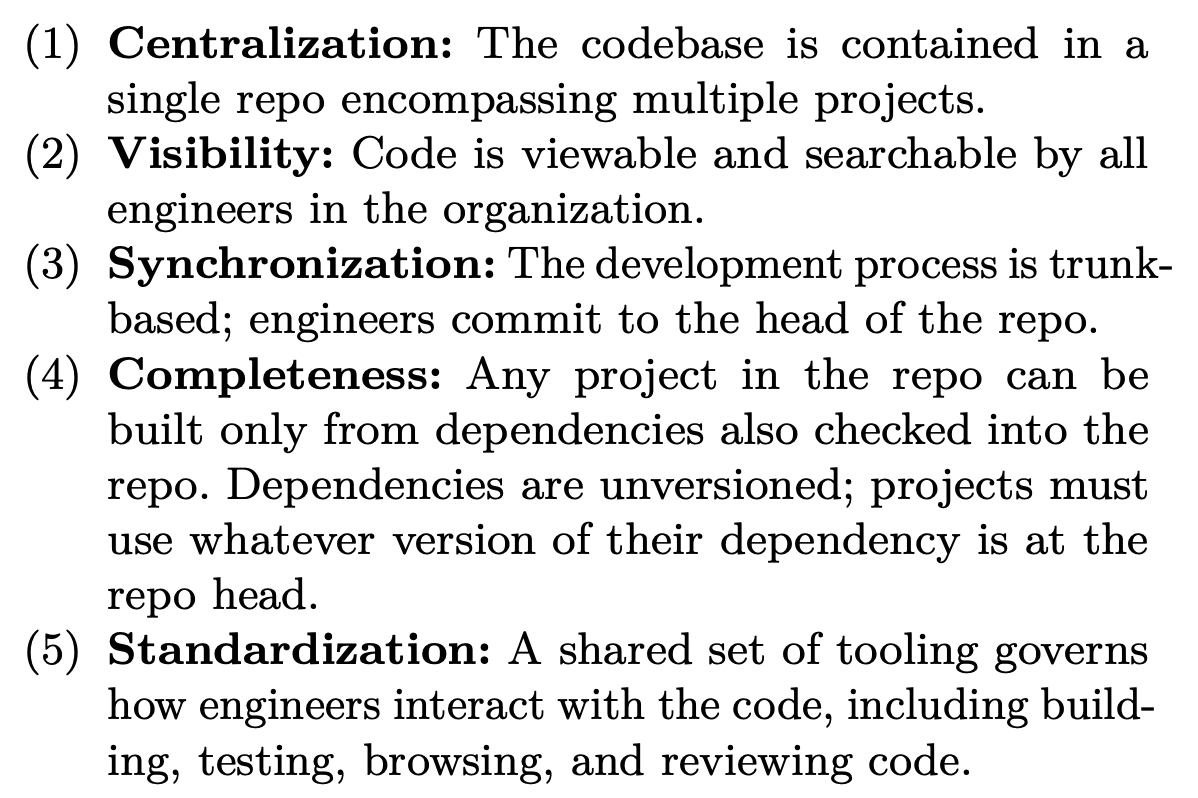 (1) Centralization: The codebase is contained in a
single repo encompassing multiple projects.
(2) Visibility: Code is viewable and searchable by all
engineers in the organization.
(3) Synchronization: The development process is trunk-
based; engineers commit to the head of the repo.
(4) Completeness: Any project in the repo can be
built only from dependencies also checked into the
repo. Dependencies are unversioned; projects must
use whatever version of their dependency is at the
repo head.
(5) Standardization: A shared set of tooling governs
how engineers interact with the code, including build-
ing, testing, browsing, and reviewing code.